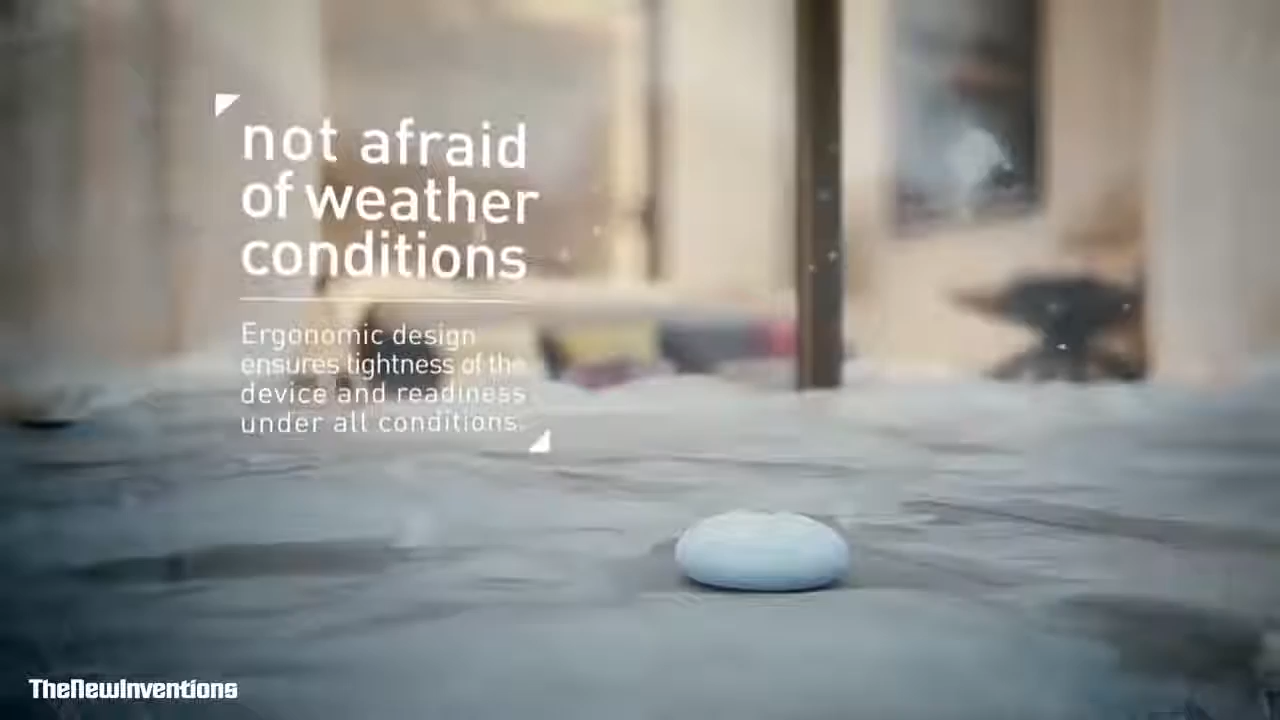 not afraid
of weather
conditions
Ergonomic design
ensures tightness of the
device and readiness
under all conditions.
TheNewInventions